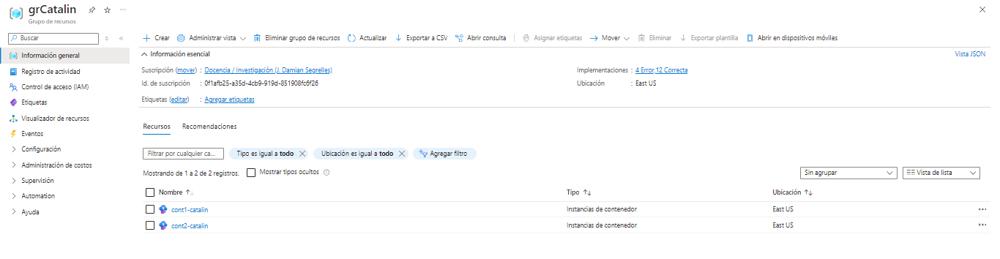 grCatalin
Grupo de recursos
Buscar
Información general
Registro de actividad
Control de acceso (IAM)
Etiquetas
Visualizador de recursos
Eventos
Configuración
Administración de costos
Supervisión
Automation
Ayuda
Crear Administrar vista Eliminar grupo de recursos Actualizar Exportar a CSV Abrir consulta Asignar etiquetas Mover Eliminar Exportar plantilla Abrir en dispositivos móviles
Información esencial Vista JSON
Suscripción (mover) : Docencia / Investigación (J. Damian Segrelles) Implementaciones : 4 Error,12 Correcta
Id. de suscripción : 0f1afb25-a35d-4cb9-919d-851908fc6f26 Ubicación : East US
Etiquetas (editar) : Agregar etiquetas
Recursos Recomendaciones
Filtrar por cualquier ca... Tipo es igual a todo Ubicación es igual a todo Agregar filtro
Mostrando de 1 a 2 de 2 registros. Mostrar tipos ocultos Sin agrupar Vista de lista
Nombre Tipo Ubicación
cont1-catalin Instancias de contenedor East US
cont2-catalin Instancias de contenedor East US